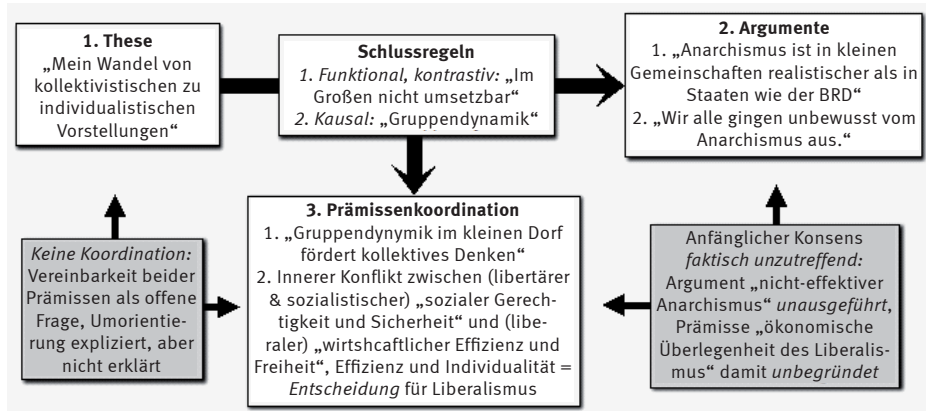 1. These
„Mein Wandel von
kollektivistischen zu
individualistischen
Vorstellungen“
Schlussregeln
1. Funktional, kontrastiv: „Im
Großen nicht umsetzbar“
2. Kausal: „Gruppendynamik“
2. Argumente
1. „Anarchismus ist in kleinen
Gemeinschaften realistischer als in
Staaten wie der BRD“
2. „Wir alle gingen unbewusst vom
Anarchismus aus.“
3. Prämissenkoordination
1. „Gruppendynymik im kleinen Dorf
fördert kollektives Denken“
2. Innerer Konflikt zwischen (libertärer
& sozialistischer) „sozialer Gerech-
tigkeit und Sicherheit“ und (libe-
raler) „wirtshcaftlicher Effizienz und
Freiheit“, Effizienz und Individualität =
Entscheidung für Liberalismus
Keine Koordination:
Vereinbarkeit beider
Prämissen als offene
Frage, Umorientie-
rung expliziert, aber
nicht erklärt
Anfänglicher Konsens
faktisch unzutreffend:
Argument „nicht-effektiver
Anarchismus“ unausgeführt,
Prämisse „ökonomische
Überlegenheit des Liberalis-
mus“ damit unbegründet